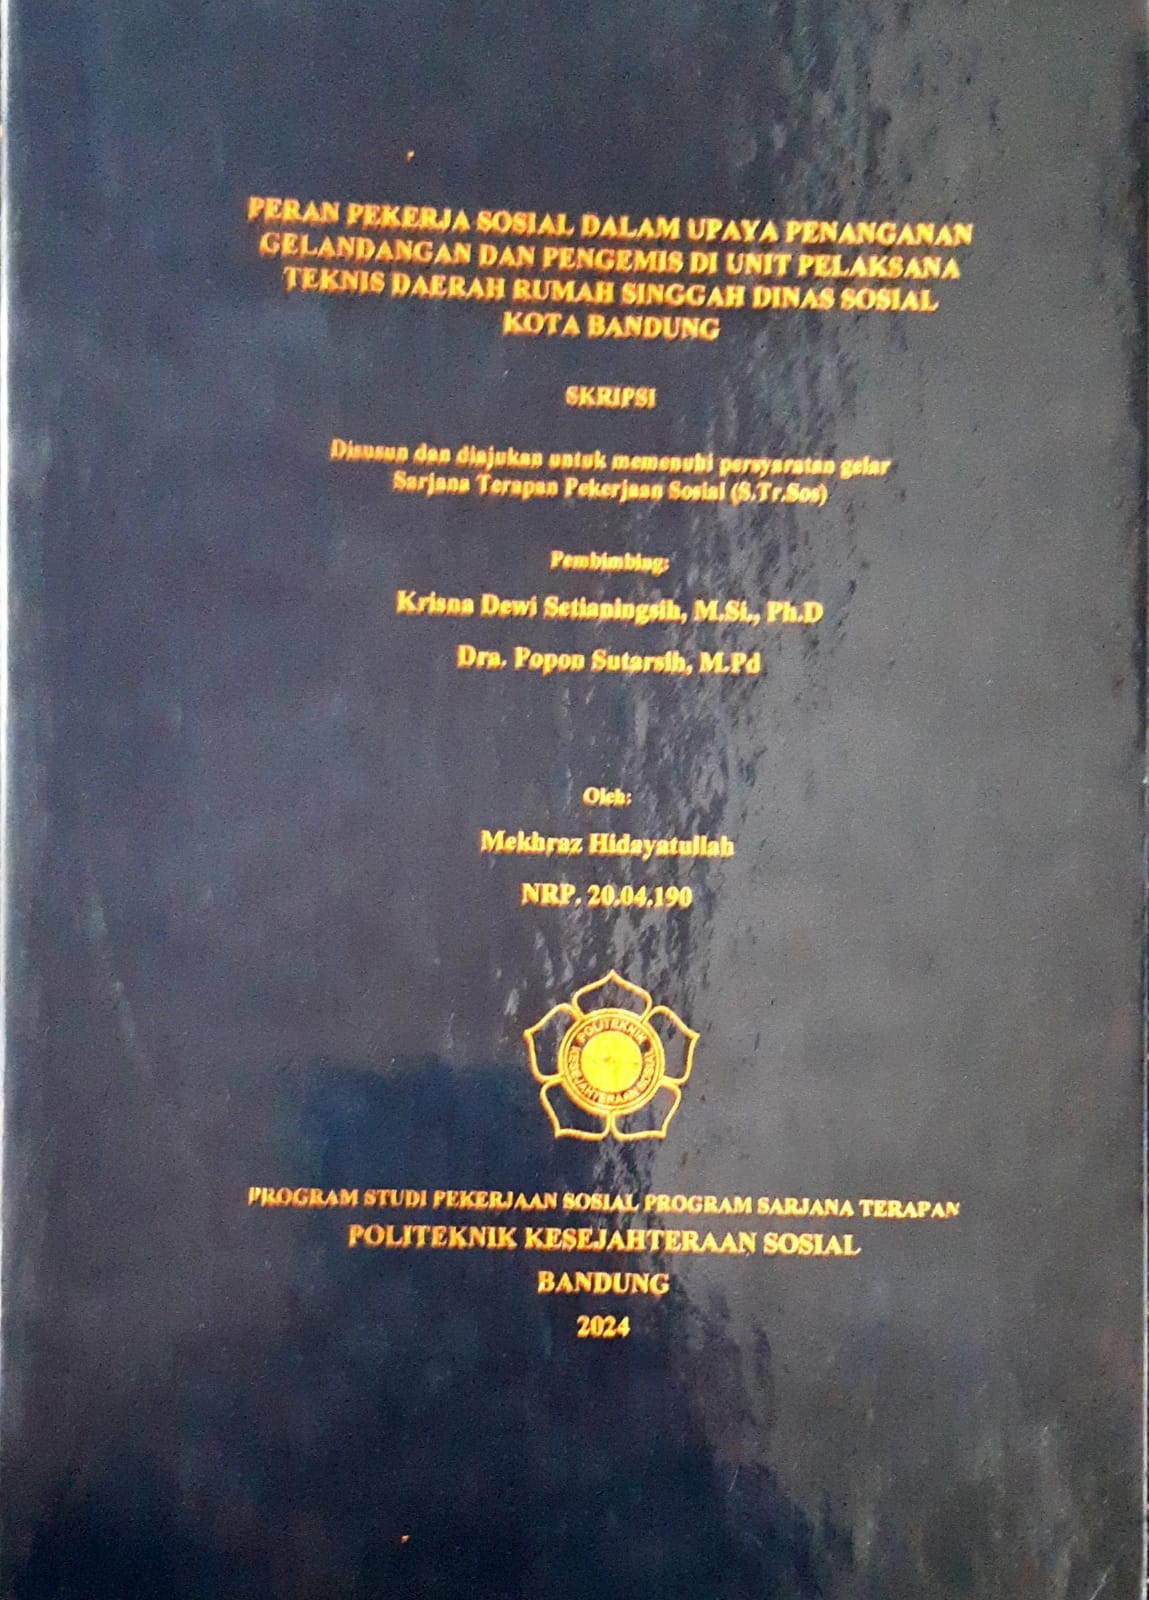 PERAN PEKERJA SOSIAL DALAM UPAYA PENANGANAN
GELANDANGAN DAN PENGEMIS DI UNIT PELAKSANA
TEKNIS DAERAH RUMAH SINGGAH DINAS SOSIAL
KOTA BANDUNG
SKRIPSI
Disusun dan diajukan untuk memenuhi persyaratan gelar
Sarjana Terapan Pekerjaan Sosial (S.Tr.Sos)
Pembimbing:
Krisna Dewi Setianingsih, M.Si., Ph.D
Dra. Popon Sutarsih, M.Pd
Oleh:
Mekhraz Hidayatullah
NRP. 20.04.190
POLITEKNIK
KESEJAHTERAAN SOSIAL
PROGRAM STUDI PEKERJAAN SOSIAL PROGRAM SARJANA TERAPAN
POLITEKNIK KESEJAHTERAAN SOSIAL
BANDUNG
2024